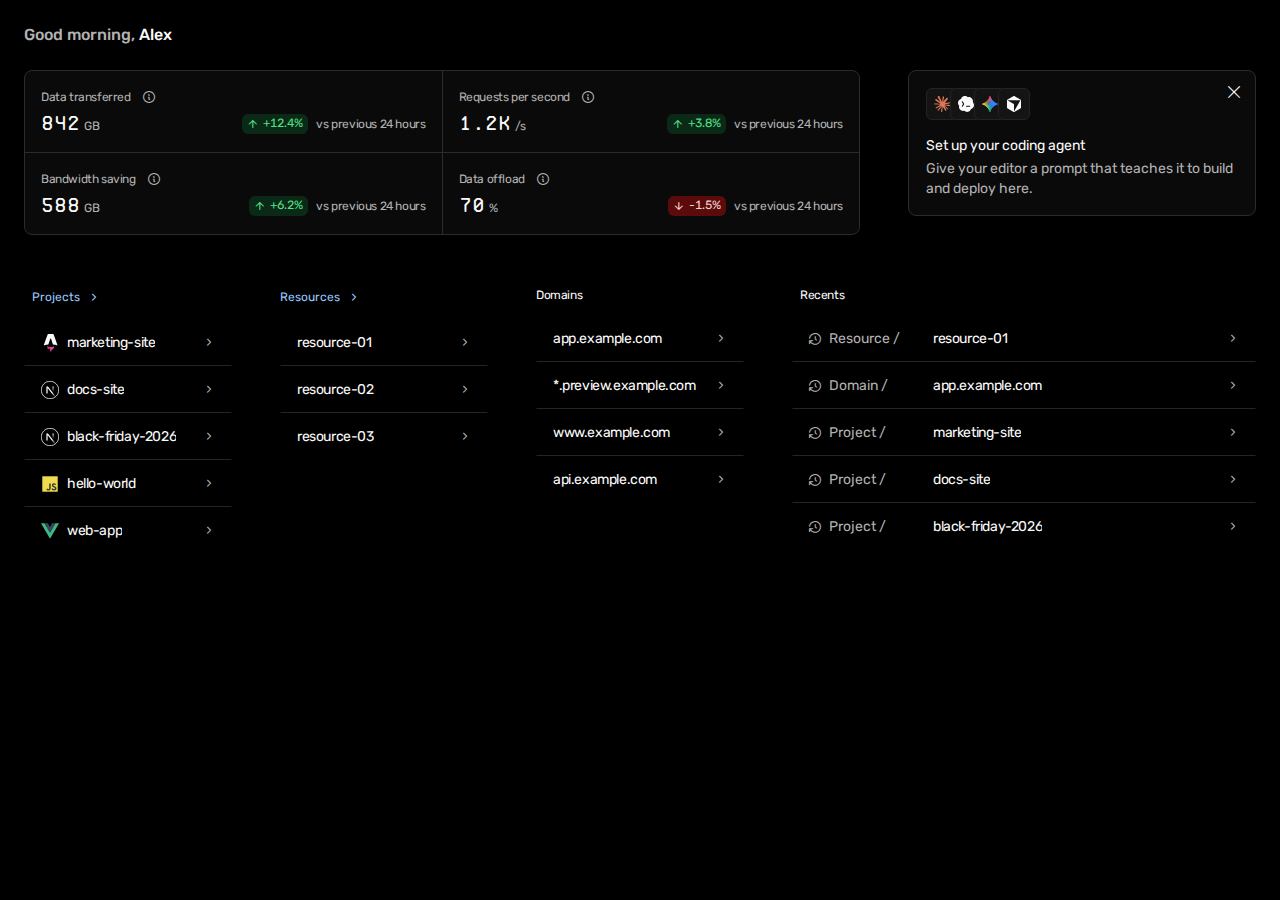 Good morning, Alex
Data transferred
842 GB
+12.4% vs previous 24 hours
Requests per second
1.2K /s
+3.8% vs previous 24 hours
Bandwidth saving
588 GB
+6.2% vs previous 24 hours
Data offload
70 %
-1.5% vs previous 24 hours
Set up your coding agent
Give your editor a prompt that teaches it to build
and deploy here.
Projects
marketing-site
docs-site
black-friday-2026
JS hello-world
web-app
Resources
resource-01
resource-02
resource-03
Domains
app.example.com
*.preview.example.com
www.example.com
api.example.com
Recents
Resource / resource-01
Domain / app.example.com
Project / marketing-site
Project / docs-site
Project / black-friday-2026